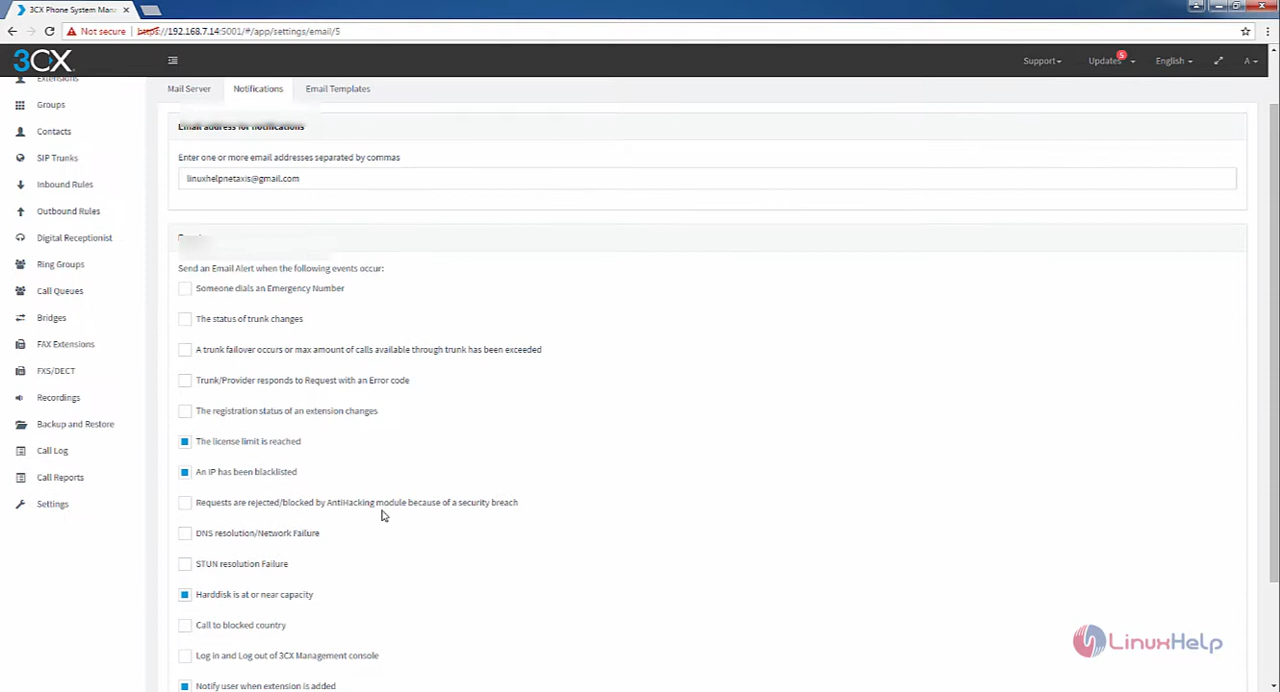 3CX Phone System Mana
Not secure | https://192.168.7.14:5001/#/app/settings/email/5
3CX
Support
Updates 5
English
A
Extensions
Groups
Contacts
SIP Trunks
Inbound Rules
Outbound Rules
Digital Receptionist
Ring Groups
Call Queues
Bridges
FAX Extensions
FXS/DECT
Recordings
Backup and Restore
Call Log
Call Reports
Settings
Mail Server
Notifications
Email Templates
Email address for notifications
Enter one or more email addresses separated by commas
linuxhelpnetaxis@gmail.com
Send an Email Alert when the following events occur:
Someone dials an Emergency Number
The status of trunk changes
A trunk failover occurs or max amount of calls available through trunk has been exceeded
Trunk/Provider responds to Request with an Error code
The registration status of an extension changes
The license limit is reached
An IP has been blacklisted
Requests are rejected/blocked by AntiHacking module because of a security breach
DNS resolution/Network Failure
STUN resolution Failure
Harddisk is at or near capacity
Call to blocked country
Log in and Log out of 3CX Management console
Notify user when extension is added
LinuxHelp